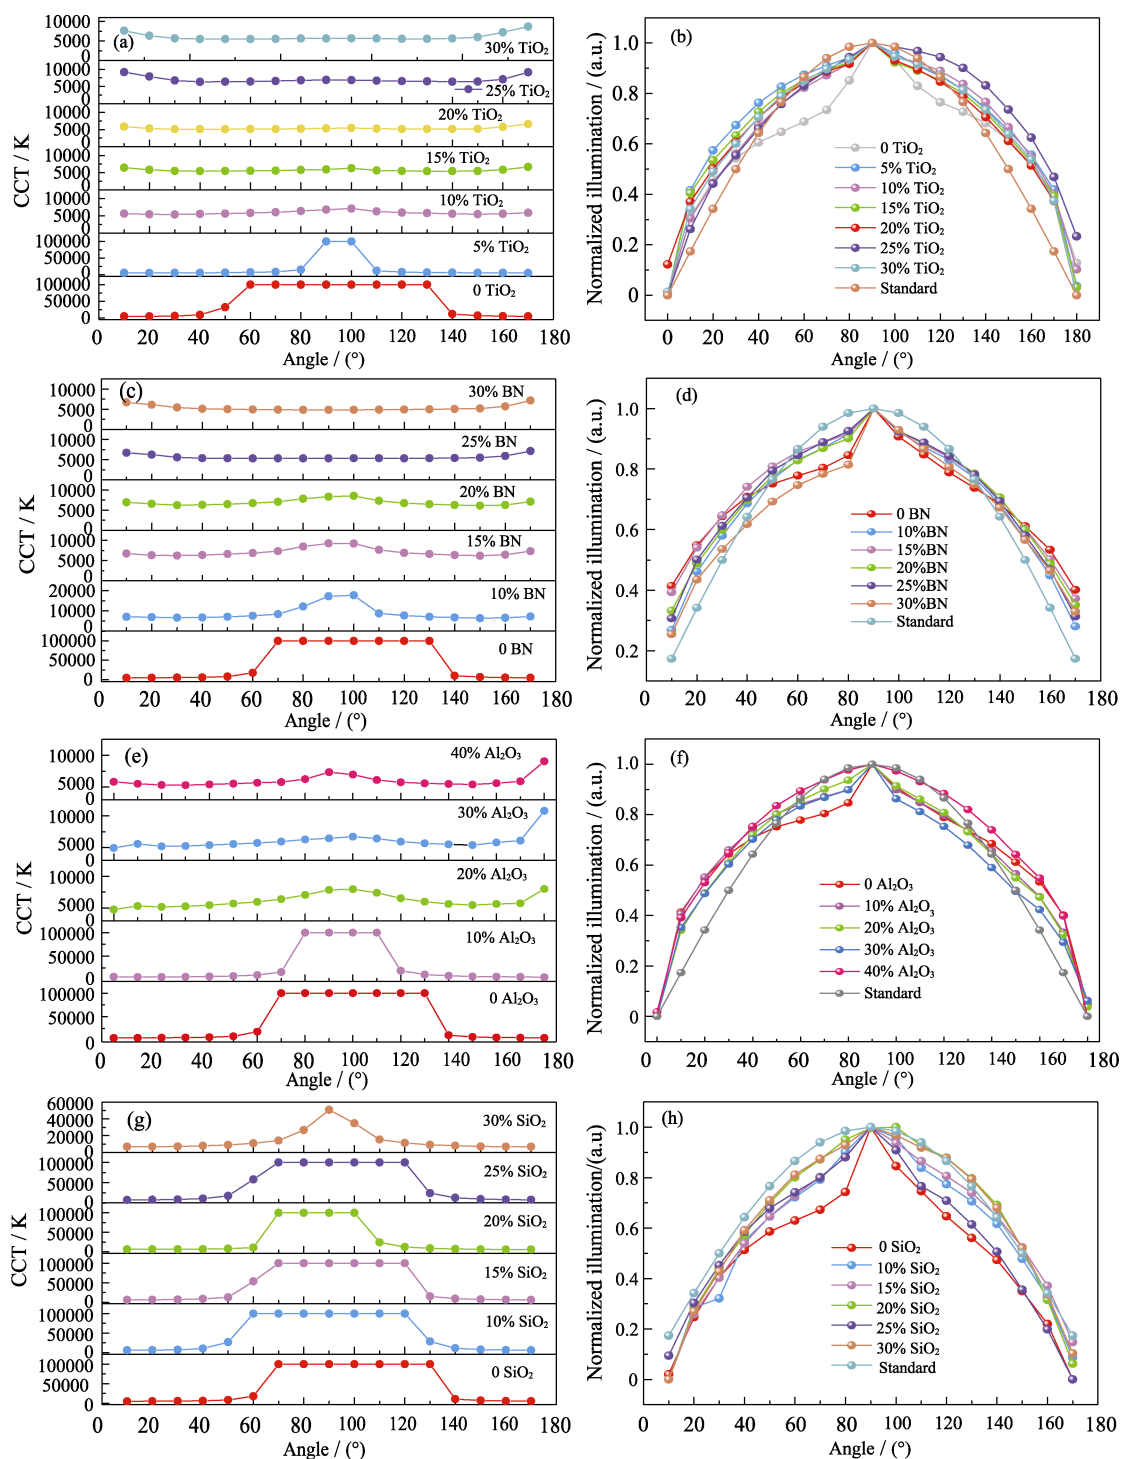 (a)
10000
5000
0
30% TiO₂
10000
5000
0
25% TiO₂
10000
5000
0
20% TiO₂
10000
5000
0
15% TiO₂
10000
5000
0
10% TiO₂
100000
50000
0
5% TiO₂
100000
50000
0
0 TiO₂
CCT / K
0 20 40 60 80 100 120 140 160 180
Angle / (°)
(b)
1.0
0.8
0.6
0.4
0.2
0
Normalized illumination / (a.u.)
0 TiO₂
5% TiO₂
10% TiO₂
15% TiO₂
20% TiO₂
25% TiO₂
30% TiO₂
Standard
0 20 40 60 80 100 120 140 160 180
Angle / (°)
(c)
10000
5000
0
30% BN
10000
5000
0
25% BN
10000
5000
0
20% BN
10000
5000
0
15% BN
20000
10000
0
10% BN
100000
50000
0
0 BN
CCT / K
0 20 40 60 80 100 120 140 160 180
Angle / (°)
(d)
1.0
0.8
0.6
0.4
0.2
Normalized illumination / (a.u.)
0 BN
10%BN
15%BN
20%BN
25%BN
30%BN
Standard
0 20 40 60 80 100 120 140 160 180
Angle / (°)
(e)
10000
5000
0
40% Al₂O₃
10000
5000
0
30% Al₂O₃
10000
5000
0
20% Al₂O₃
100000
50000
0
10% Al₂O₃
100000
50000
0
0 Al₂O₃
CCT / K
0 20 40 60 80 100 120 140 160 180
Angle / (°)
(f)
1.0
0.8
0.6
0.4
0.2
0
Normalized illumination / (a.u.)
0 Al₂O₃
10% Al₂O₃
20% Al₂O₃
30% Al₂O₃
40% Al₂O₃
Standard
0 20 40 60 80 100 120 140 160 180
Angle / (°)
(g)
60000
40000
20000
0
30% SiO₂
100000
50000
0
25% SiO₂
100000
50000
0
20% SiO₂
100000
50000
0
15% SiO₂
100000
50000
0
10% SiO₂
100000
50000
0
0 SiO₂
CCT / K
0 20 40 60 80 100 120 140 160 180
Angle / (°)
(h)
1.0
0.8
0.6
0.4
0.2
0
Normalized illumination/(a.u)
0 SiO₂
10% SiO₂
15% SiO₂
20% SiO₂
25% SiO₂
30% SiO₂
Standard
0 20 40 60 80 100 120 140 160 180
Angle / (°)